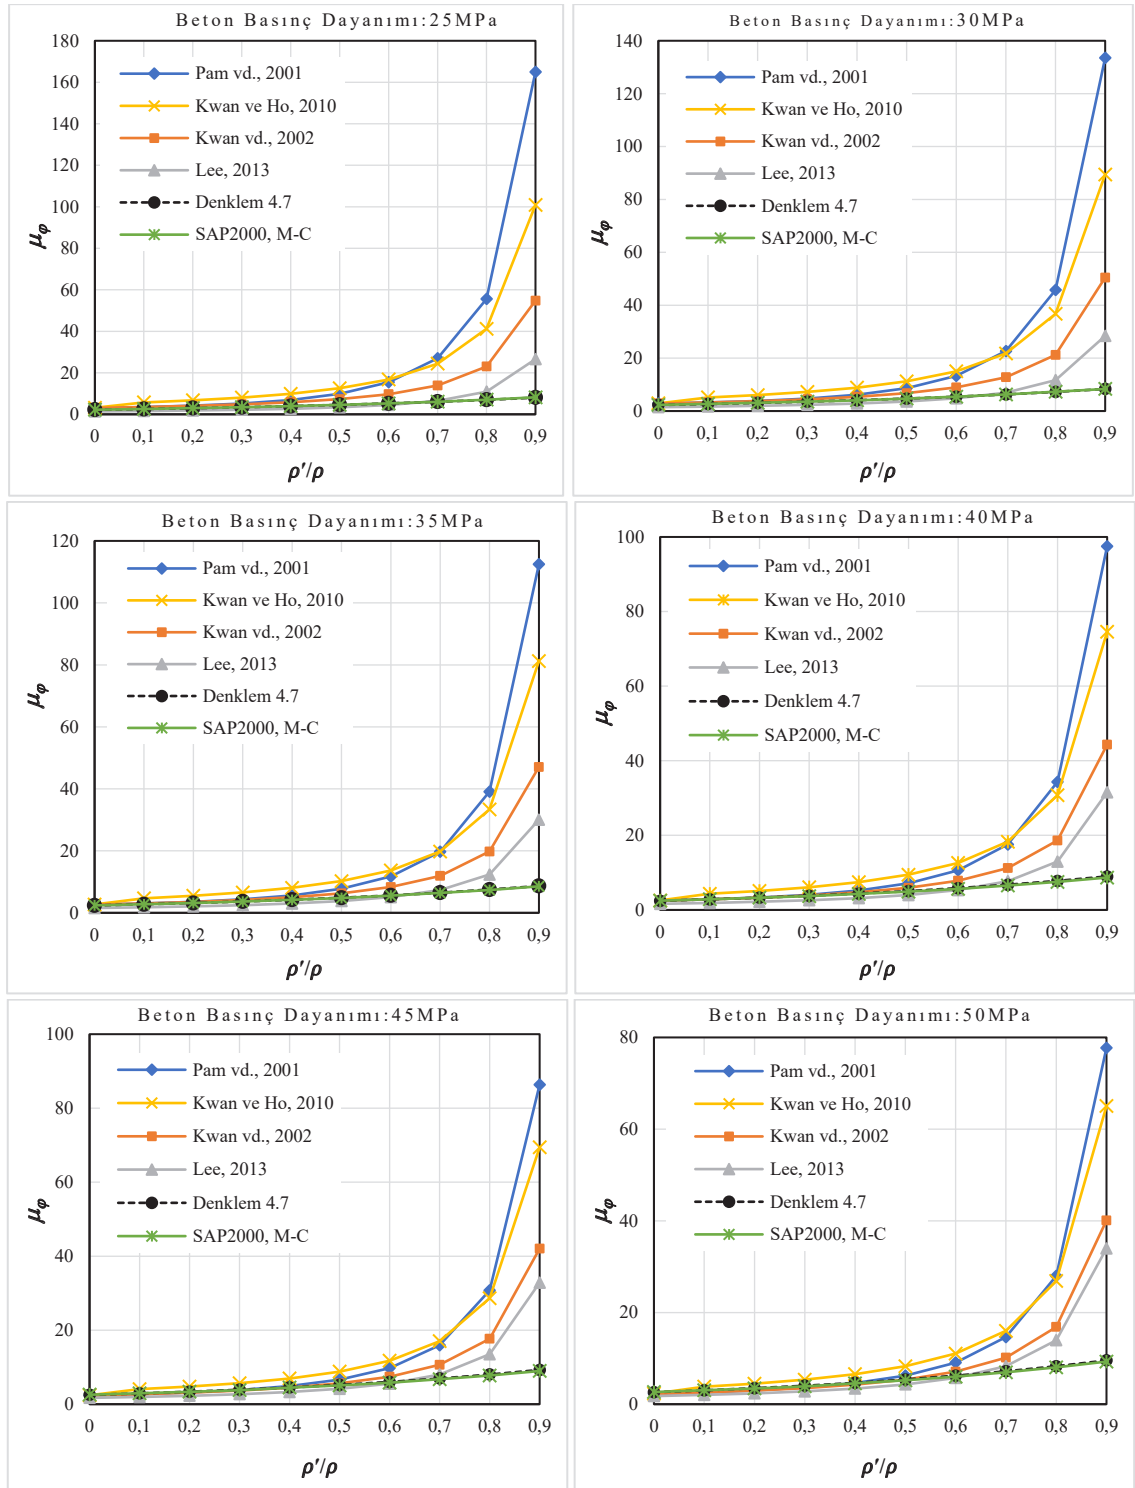 Beton Basınç Dayanımı:25MPa
180
160
140
120
100
80
60
40
20
0
μφ
Pam vd., 2001
Kwan ve Ho, 2010
Kwan vd., 2002
Lee, 2013
Denklem 4.7
SAP2000, M-C
0 0,1 0,2 0,3 0,4 0,5 0,6 0,7 0,8 0,9
ρ'/ρ
Beton Basınç Dayanımı:30MPa
140
120
100
80
60
40
20
0
μφ
Pam vd., 2001
Kwan ve Ho, 2010
Kwan vd., 2002
Lee, 2013
Denklem 4.7
SAP2000, M-C
0 0,1 0,2 0,3 0,4 0,5 0,6 0,7 0,8 0,9
ρ'/ρ
Beton Basınç Dayanımı:35MPa
120
100
80
60
40
20
0
μφ
Pam vd., 2001
Kwan ve Ho, 2010
Kwan vd., 2002
Lee, 2013
Denklem 4.7
SAP2000, M-C
0 0,1 0,2 0,3 0,4 0,5 0,6 0,7 0,8 0,9
ρ'/ρ
Beton Basınç Dayanımı:40MPa
100
80
60
40
20
0
μφ
Pam vd., 2001
Kwan ve Ho, 2010
Kwan vd., 2002
Lee, 2013
Denklem 4.7
SAP2000, M-C
0 0,1 0,2 0,3 0,4 0,5 0,6 0,7 0,8 0,9
ρ'/ρ
Beton Basınç Dayanımı:45MPa
100
80
60
40
20
0
μφ
Pam vd., 2001
Kwan ve Ho, 2010
Kwan vd., 2002
Lee, 2013
Denklem 4.7
SAP2000, M-C
0 0,1 0,2 0,3 0,4 0,5 0,6 0,7 0,8 0,9
ρ'/ρ
Beton Basınç Dayanımı:50MPa
80
60
40
20
0
μφ
Pam vd., 2001
Kwan ve Ho, 2010
Kwan vd., 2002
Lee, 2013
Denklem 4.7
SAP2000, M-C
0 0,1 0,2 0,3 0,4 0,5 0,6 0,7 0,8 0,9
ρ'/ρ